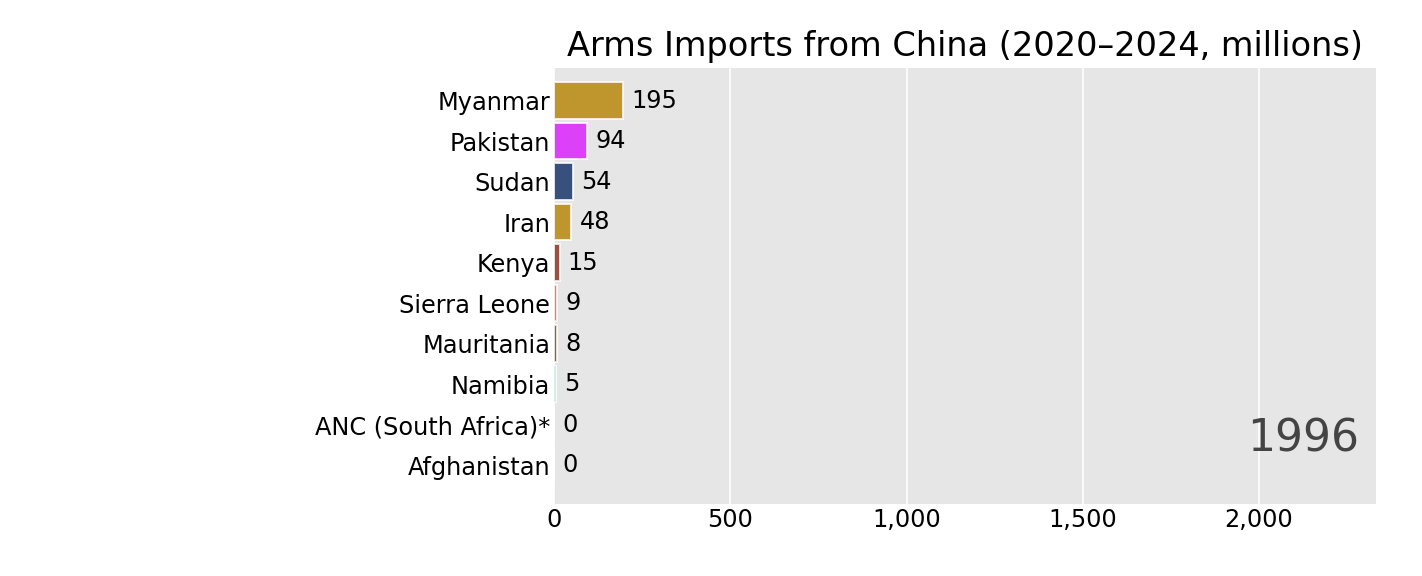 Arms Imports from China (2020–2024, millions)
Myanmar 195
Pakistan 94
Sudan 54
Iran 48
Kenya 15
Sierra Leone 9
Mauritania 8
Namibia 5
ANC (South Africa)* 0
Afghanistan 0
1996
0 500 1,000 1,500 2,000